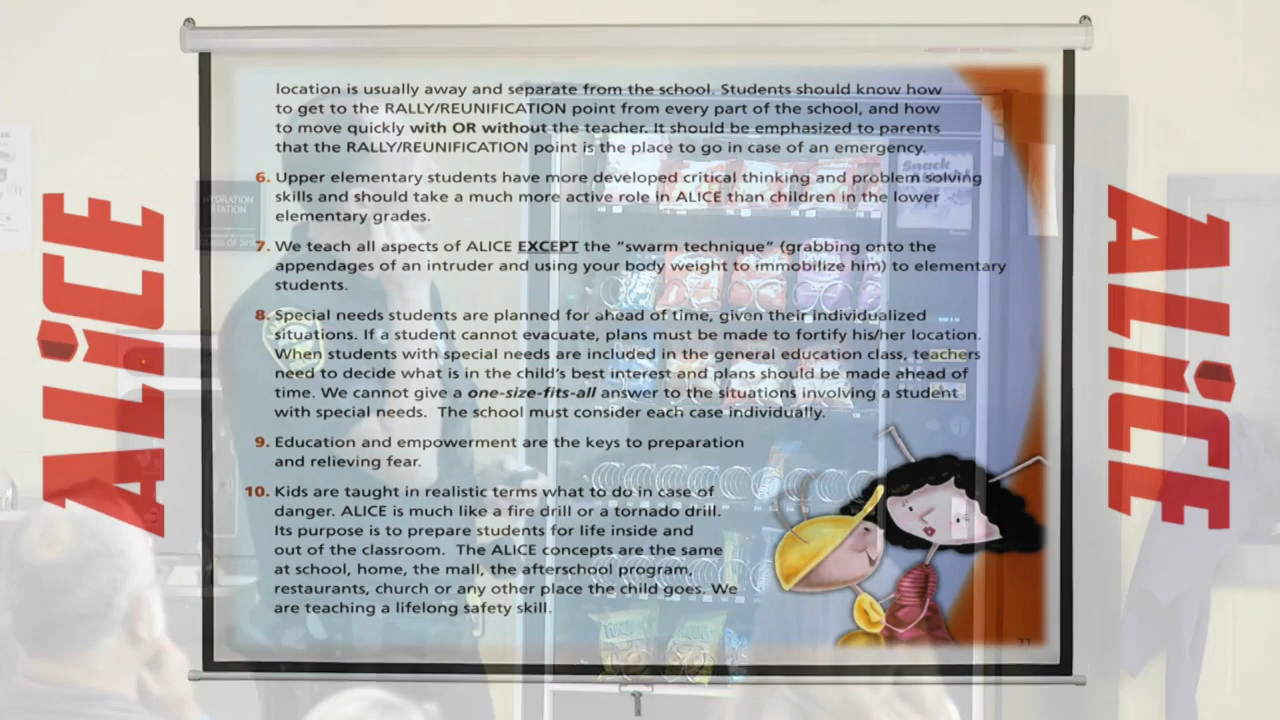 location is usually away and separate from the school. Students should know how
to get to the RALLY/REUNIFICATION point from every part of the school, and how
to move quickly with OR without the teacher. It should be emphasized to parents
that the RALLY/REUNIFICATION point is the place to go in case of an emergency.
6. Upper elementary students have more developed critical thinking and problem solving
skills and should take a much more active role in ALICE than children in the lower
elementary grades.
7. We teach all aspects of ALICE EXCEPT the "swarm technique" (grabbing onto the
appendages of an intruder and using your body weight to immobilize him) to elementary
students.
8. Special needs students are planned for ahead of time, given their individualized
situations. If a student cannot evacuate, plans must be made to fortify his/her location.
When students with special needs are included in the general education class, teachers
need to decide what is in the child's best interest and plans should be made ahead of
time. We cannot give a one-size-fits-all answer to the situations involving a student
with special needs. The school must consider each case individually.
9. Education and empowerment are the keys to preparation
and relieving fear.
10. Kids are taught in realistic terms what to do in case of
danger. ALICE is much like a fire drill or a tornado drill.
Its purpose is to prepare students for life inside and
out of the classroom. The ALICE concepts are the same
at school, home, the mall, the afterschool program,
restaurants, church or any other place the child goes. We
are teaching a lifelong safety skill.
31
ALiCE
ALiCE
HYDRATION
STATION
Snack